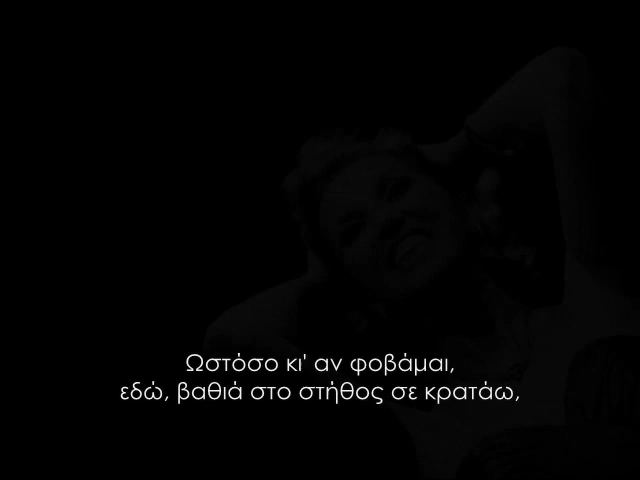 Ωστόσο κι' αν φοβάμαι,
εδώ, βαθιά στο στήθος σε κρατάω,